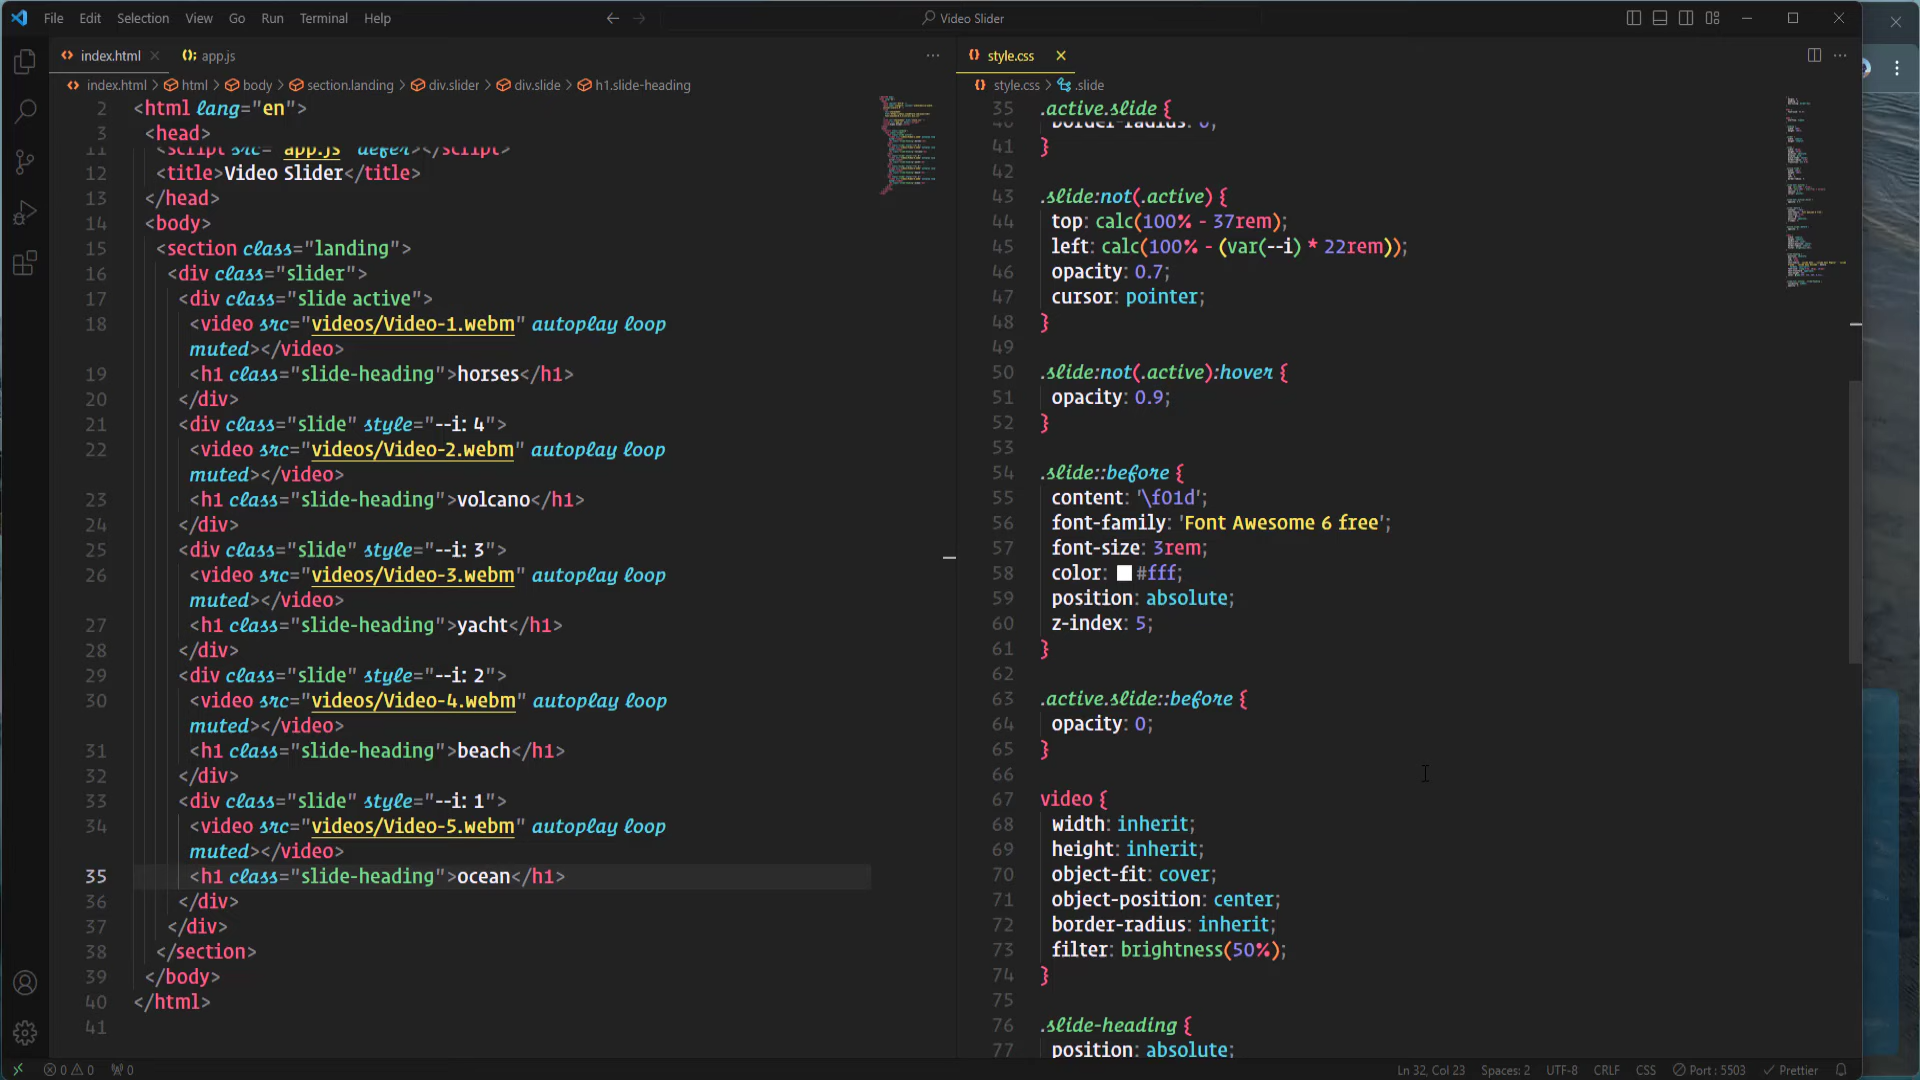 File Edit Selection View Go Run Terminal Help
Video Slider
index.html
app.js
index.html > html > body > section.landing > div.slider > div.slide > h1.slide-heading
2 <html lang="en">
3 <head>
11 <script src="app.js" defer></script>
12 <title>Video Slider</title>
13 </head>
14 <body>
15 <section class="landing">
16 <div class="slider">
17 <div class="slide active">
18 <video src="videos/Video-1.webm" autoplay loop
muted></video>
19 <h1 class="slide-heading">horses</h1>
20 </div>
21 <div class="slide" style="--i: 4">
22 <video src="videos/Video-2.webm" autoplay loop
muted></video>
23 <h1 class="slide-heading">volcano</h1>
24 </div>
25 <div class="slide" style="--i: 3">
26 <video src="videos/Video-3.webm" autoplay loop
muted></video>
27 <h1 class="slide-heading">yacht</h1>
28 </div>
29 <div class="slide" style="--i: 2">
30 <video src="videos/Video-4.webm" autoplay loop
muted></video>
31 <h1 class="slide-heading">beach</h1>
32 </div>
33 <div class="slide" style="--i: 1">
34 <video src="videos/Video-5.webm" autoplay loop
muted></video>
35 <h1 class="slide-heading">ocean</h1>
36 </div>
37 </div>
38 </section>
39 </body>
40 </html>
41
style.css
style.css > .slide
35 .active.slide {
40 border-radius: 0;
41 }
42
43 .slide:not(.active) {
44 top: calc(100% - 37rem);
45 left: calc(100% - (var(--i) * 22rem));
46 opacity: 0.7;
47 cursor: pointer;
48 }
49
50 .slide:not(.active):hover {
51 opacity: 0.9;
52 }
53
54 .slide::before {
55 content: '\f01d';
56 font-family: 'Font Awesome 6 free';
57 font-size: 3rem;
58 color: #fff;
59 position: absolute;
60 z-index: 5;
61 }
62
63 .active.slide::before {
64 opacity: 0;
65 }
66
67 video {
68 width: inherit;
69 height: inherit;
70 object-fit: cover;
71 object-position: center;
72 border-radius: inherit;
73 filter: brightness(50%);
74 }
75
76 .slide-heading {
77 position: absolute;
0 0 0
Ln 32, Col 23 Spaces: 2 UTF-8 CRLF CSS Port : 5503 Prettier